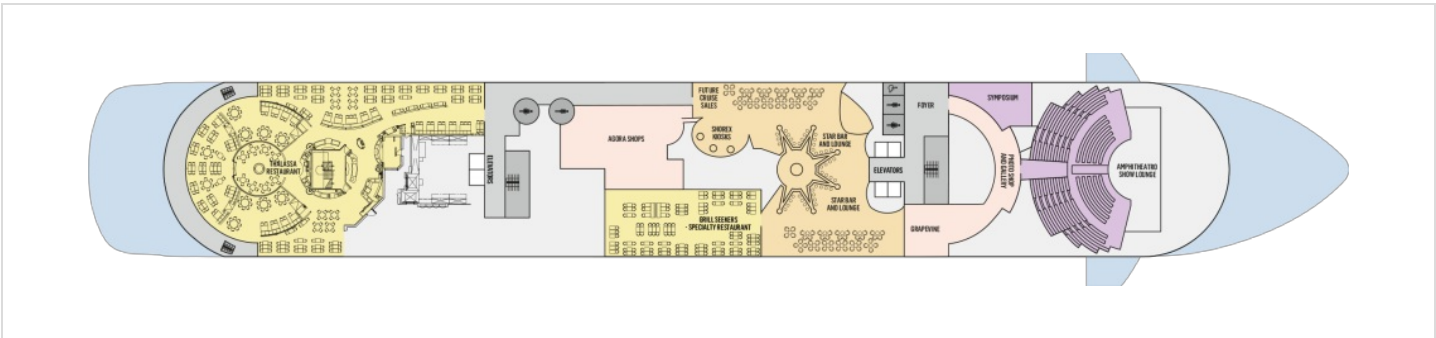 THALASSA
RESTAURANT
ELEVATORS
AGORA SHOPS
FUTURE
CRUISE
SALES
SHOREX
KIOSKS
GRILL SEEKERS
- SPECIALTY RESTAURANT
STAR BAR
AND LOUNGE
STAR BAR
AND LOUNGE
ELEVATORS
FOYER
GRAPEVINE
PHOTO SHOP
AND GALLERY
SYMPOSIUM
AMPHITHEATRO
SHOW LOUNGE